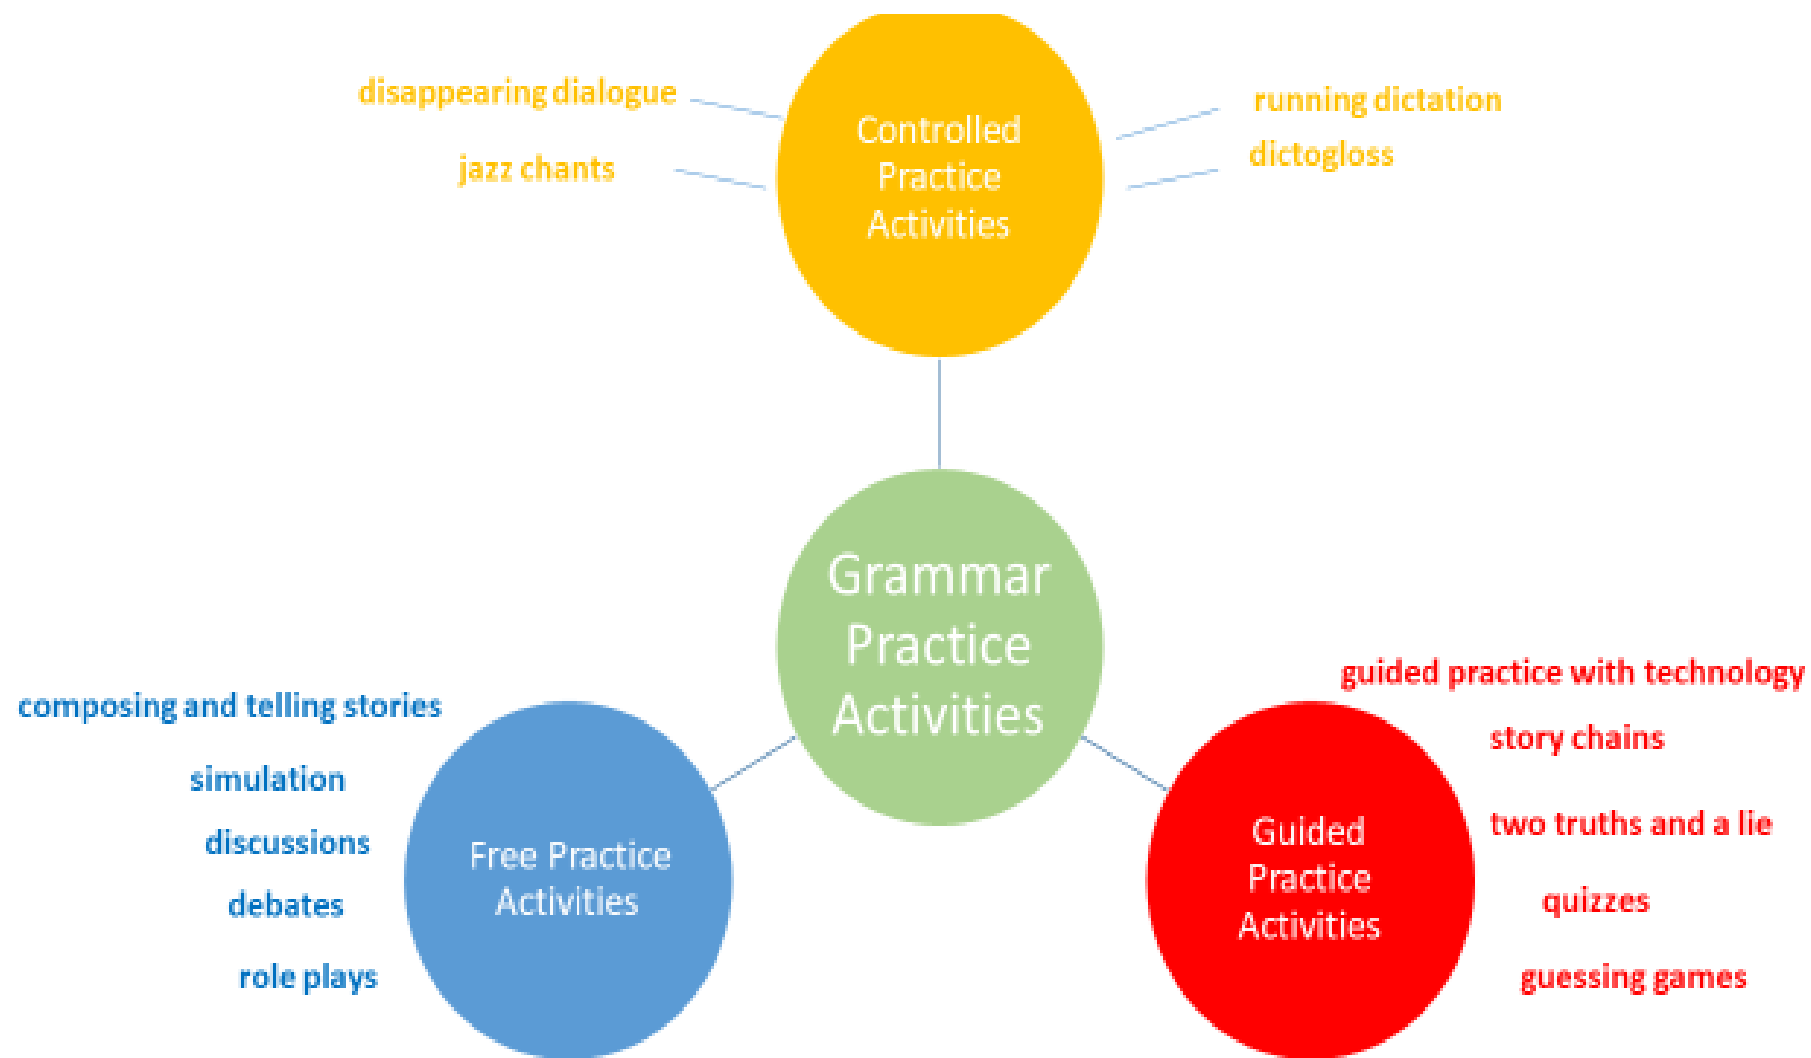 disappearing dialogue
jazz chants
Controlled
Practice
Activities
running dictation
dictogloss
Grammar
Practice
Activities
composing and telling stories
simulation
discussions
debates
role plays
Free Practice
Activities
Guided
Practice
Activities
guided practice with technology
story chains
two truths and a lie
quizzes
guessing games